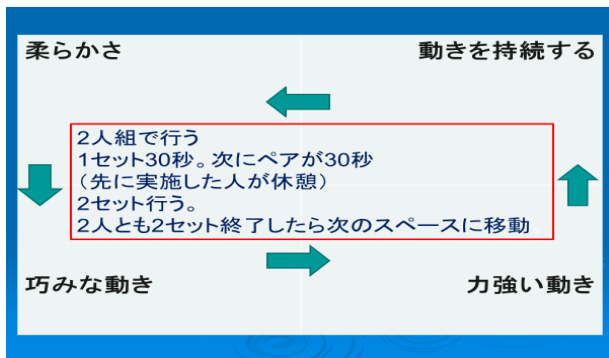 柔らかさ
動きを持続する
2人組で行う
1セット30秒。次にペアが30秒
（先に実施した人が休憩）
2セット行う。
2人とも2セット終了したら次のスペースに移動。
巧みな動き
力強い動き